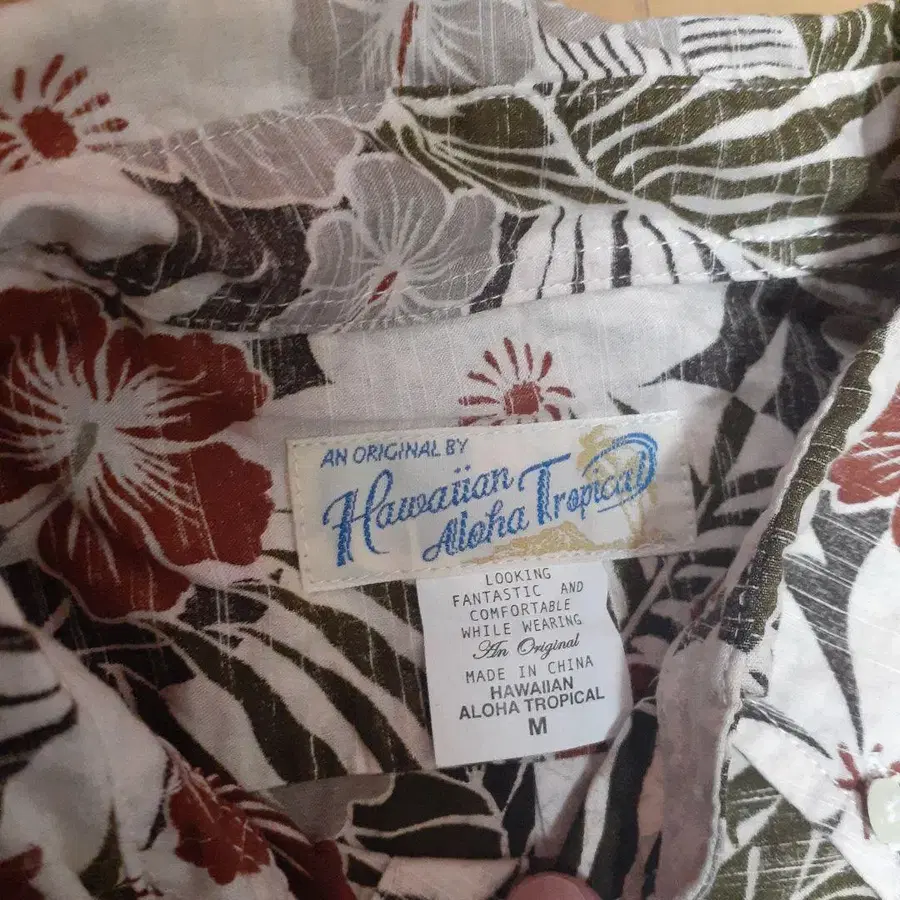 AN ORIGINAL BY
Hawaiian
Aloha Tropical
LOOKING
FANTASTIC AND
COMFORTABLE
WHILE WEARING
An Original
MADE IN CHINA
HAWAIIAN
ALOHA TROPICAL
M